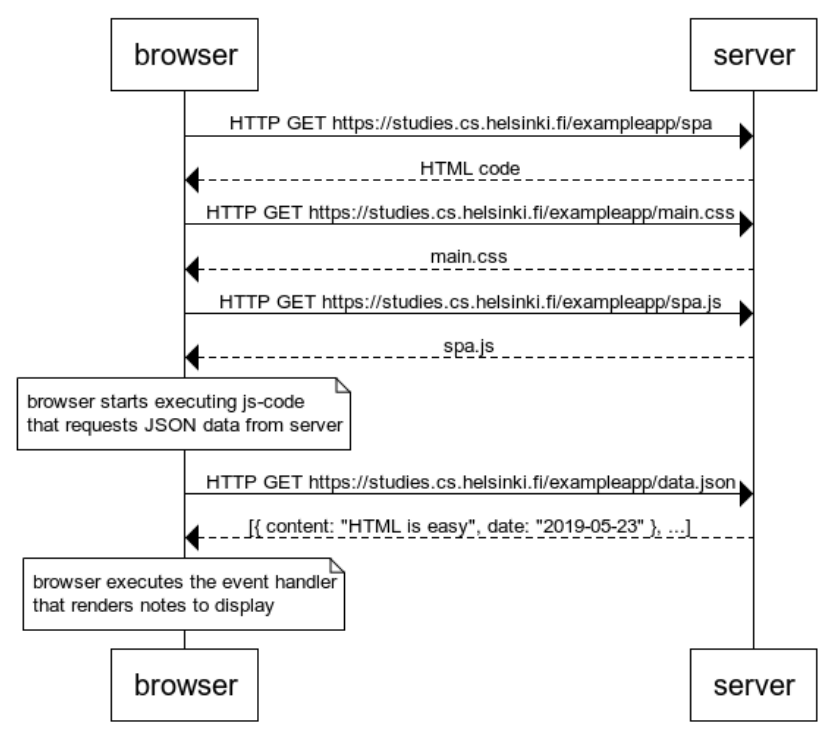 browser server
HTTP GET https://studies.cs.helsinki.fi/exampleapp/spa
HTML code
HTTP GET https://studies.cs.helsinki.fi/exampleapp/main.css
main.css
HTTP GET https://studies.cs.helsinki.fi/exampleapp/spa.js
spa.js
browser starts executing js-code
that requests JSON data from server
HTTP GET https://studies.cs.helsinki.fi/exampleapp/data.json
[{ content: "HTML is easy", date: "2019-05-23" }, ...]
browser executes the event handler
that renders notes to display
browser server